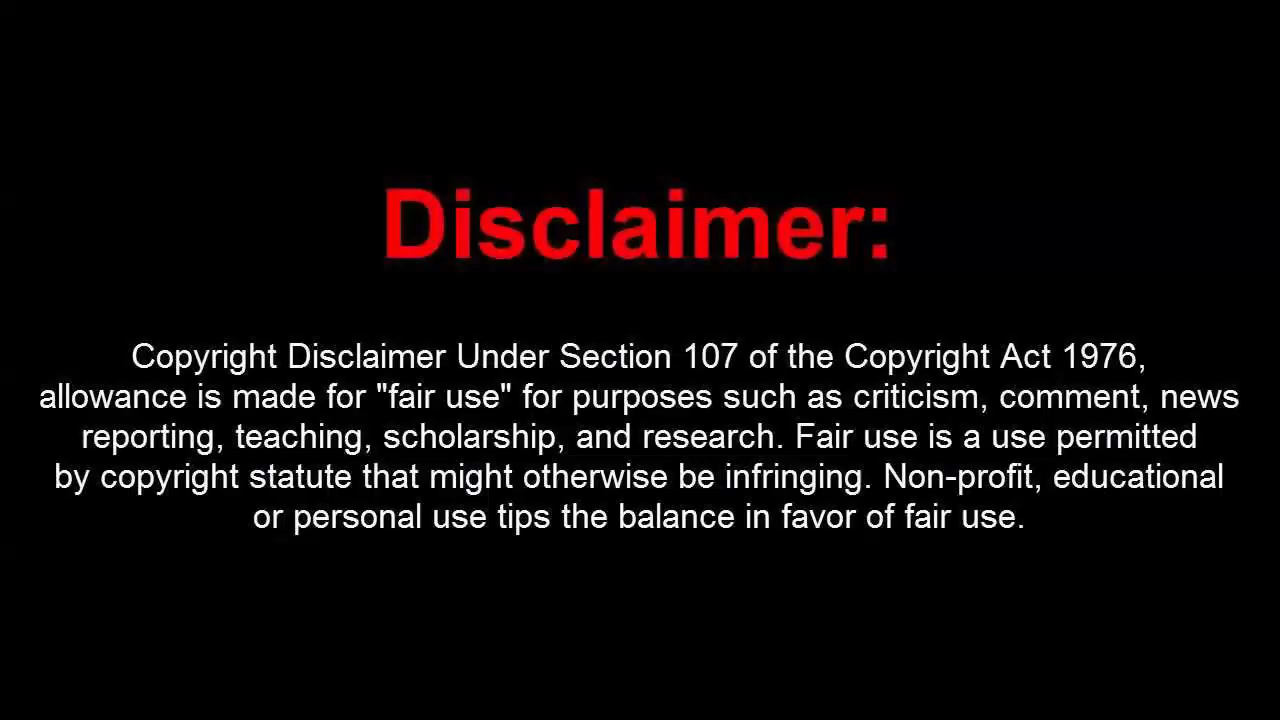 Disclaimer:
Copyright Disclaimer Under Section 107 of the Copyright Act 1976,
allowance is made for "fair use" for purposes such as criticism, comment, news
reporting, teaching, scholarship, and research. Fair use is a use permitted
by copyright statute that might otherwise be infringing. Non-profit, educational
or personal use tips the balance in favor of fair use.